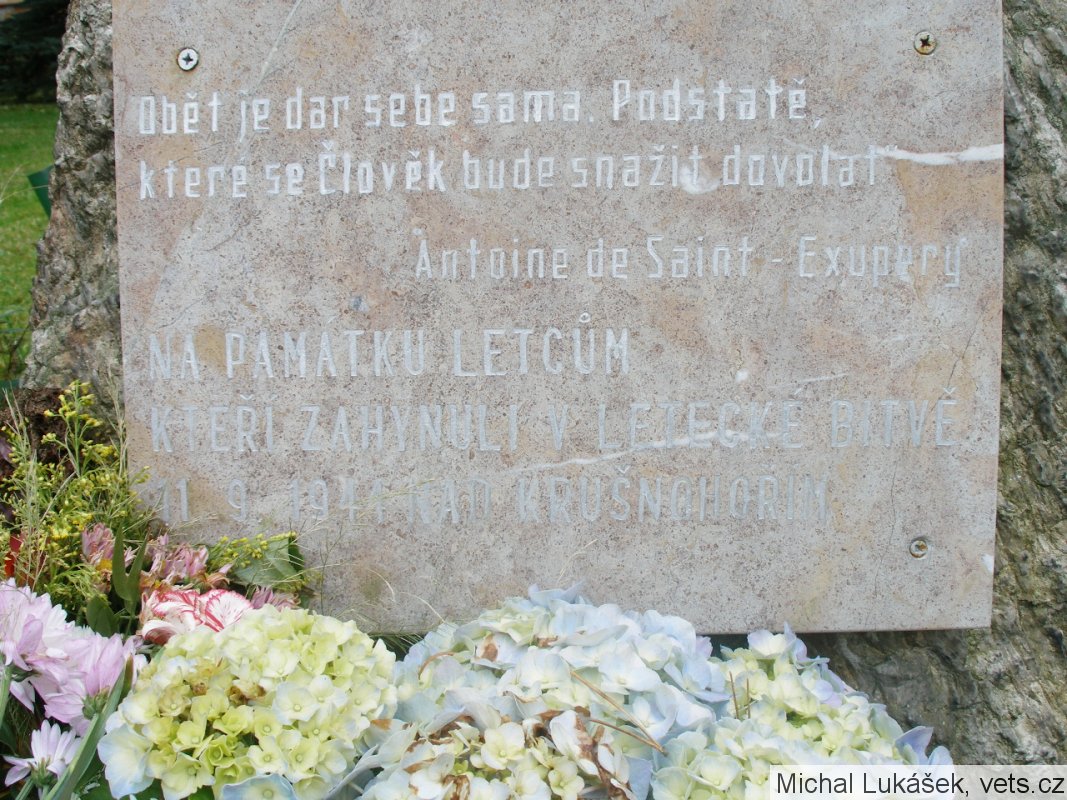 Oběť je dar sebe sama. Podstatě,
které se Člověk bude snažit dovolat"
Antoine de Saint - Exupery
NA PAMÁTKU LETCŮM
KTEŘÍ ZAHYNULI V LETECKÉ BITVĚ
11. 9. 1944 NAD KRUŠNOHOŘÍM
Michal Lukášek, vets.cz